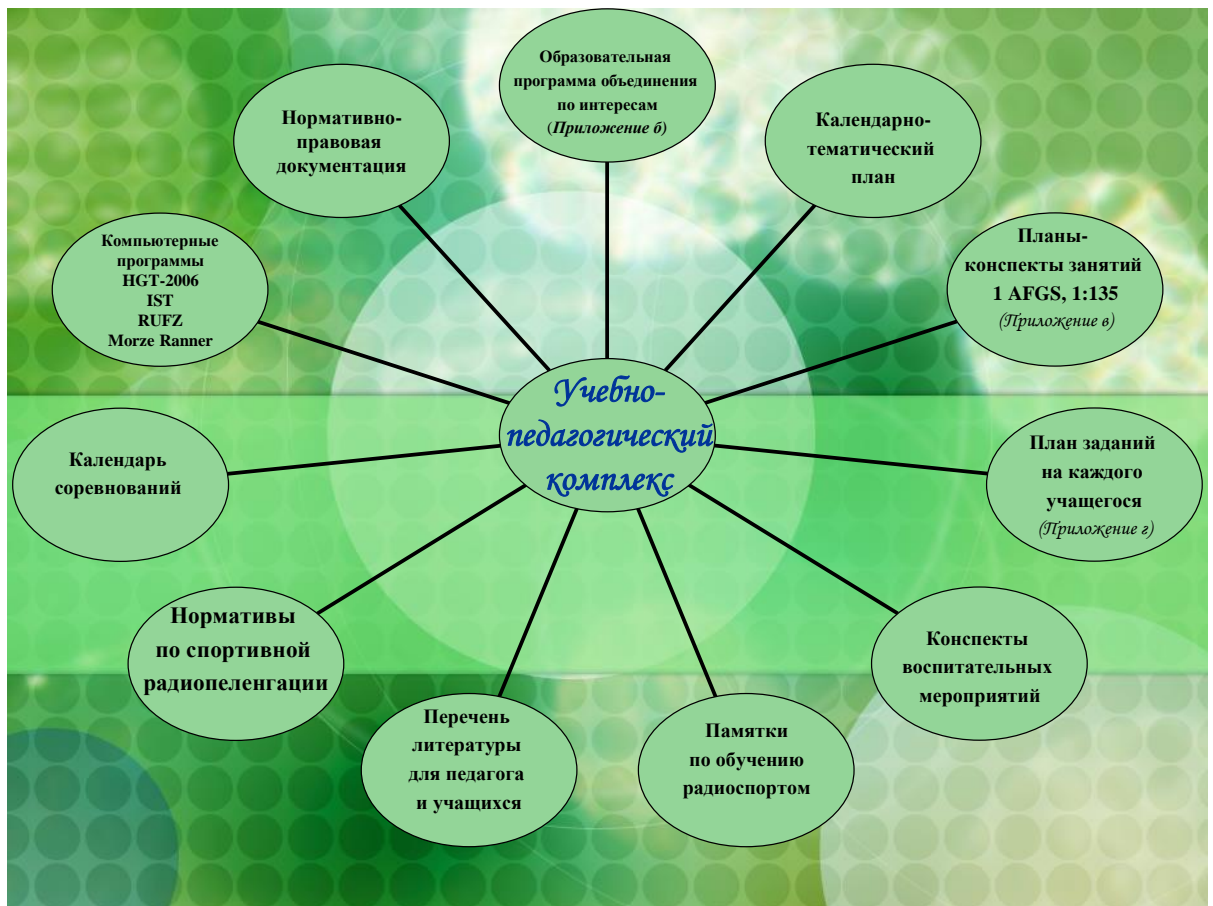 Образовательная
программа объединения
по интересам
(Приложение б)
Календарно-
тематический
план
Планы-
конспекты занятий
1 AFGS, 1:135
(Приложение в)
План заданий
на каждого
учащегося
(Приложение г)
Конспекты
воспитательных
мероприятий
Памятки
по обучению
радиоспортом
Перечень
литературы
для педагога
и учащихся
Нормативы
по спортивной
радиопеленгации
Календарь
соревнований
Компьютерные
программы
HGT-2006
IST
RUFZ
Morze Ranner
Нормативно-
правовая
документация
Учебно-
педагогический
комплекс